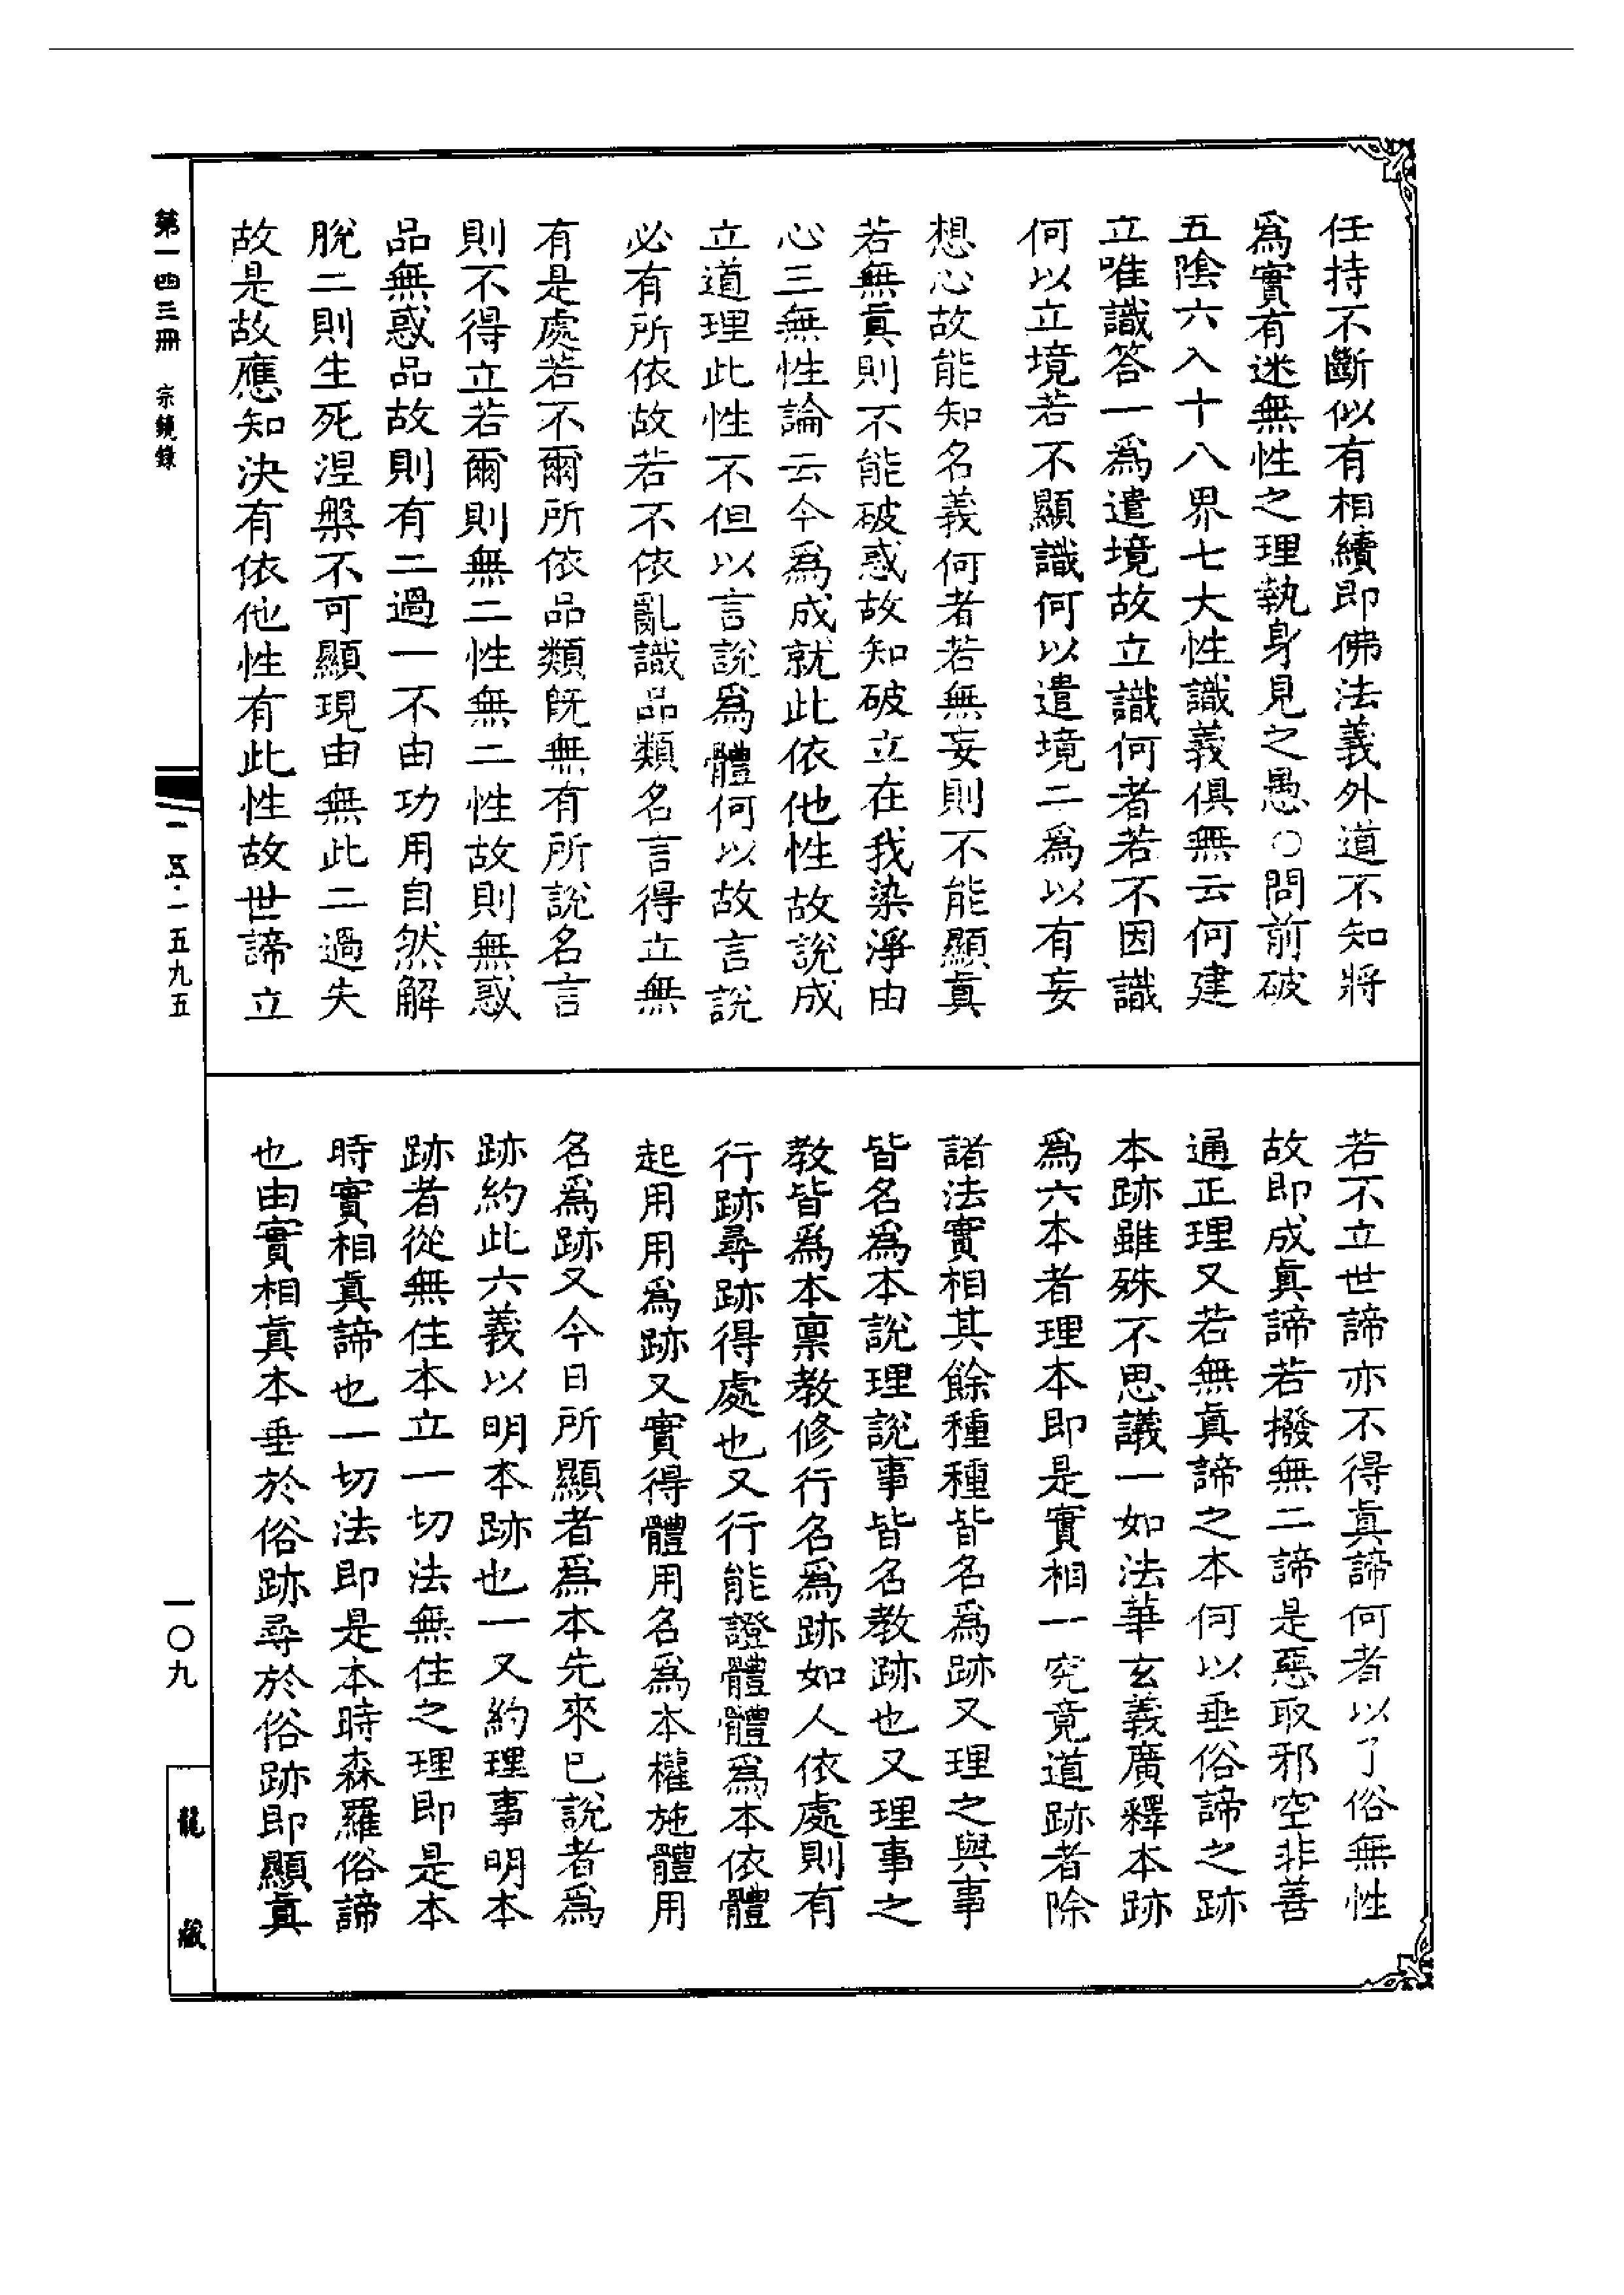 任持不斷似有相續即佛法義外道不知將
爲實有迷無性之理執身見之愚○問前破
五陰六入十八界七大性識義俱無云何建
立唯識答一爲遣境故立識何者若不因識
何以立境若不顯識何以遣境二爲以有妄
想心故能知名義何者若無妄則不能顯眞
若無眞則不能破惑故知破立在我染淨由
心三無性論云今爲成就此依他性故說成
立道理此性不但以言說爲體何以故言說
必有所依故若不依亂識品類名言得立無
有是處若不爾所依品類旣無有所說名言
則不得立若爾則無二性無二性故則無惑
品無惑品故則有二過一不由功用自然解
脫二則生死涅槃不可顯現由無此二過失
故是故應知決有依他性有此性故世諦立
若不立世諦亦不得眞諦何者以了俗無性
故即成眞諦若撥無二諦是惡取邪空非善
通正理又若無眞諦之本何以垂俗諦之跡
本跡雖殊不思議一如法華玄義廣釋本跡
爲六本者理本即是實相一究竟道跡者除
諸法實相其餘種種皆名爲跡又理之與事
皆名爲本說理說事皆名教跡也又理事之
教皆爲本稟教修行名爲跡如人依處則有
行跡尋跡得處也又行能證體體爲本依體
起用用爲跡又實得體用名爲本權施體用
名爲跡又今日所顯者爲本先來已說者爲
跡約此六義以明本跡也一又約理事明本
跡者從無住本立一切法無住之理即是本
時實相眞諦也一切法即是本時森羅俗諦
也由實相眞本垂於俗跡尋於俗跡即顯眞
第一四三冊 宗鏡錄
一五·一五九五
一〇九
龍藏